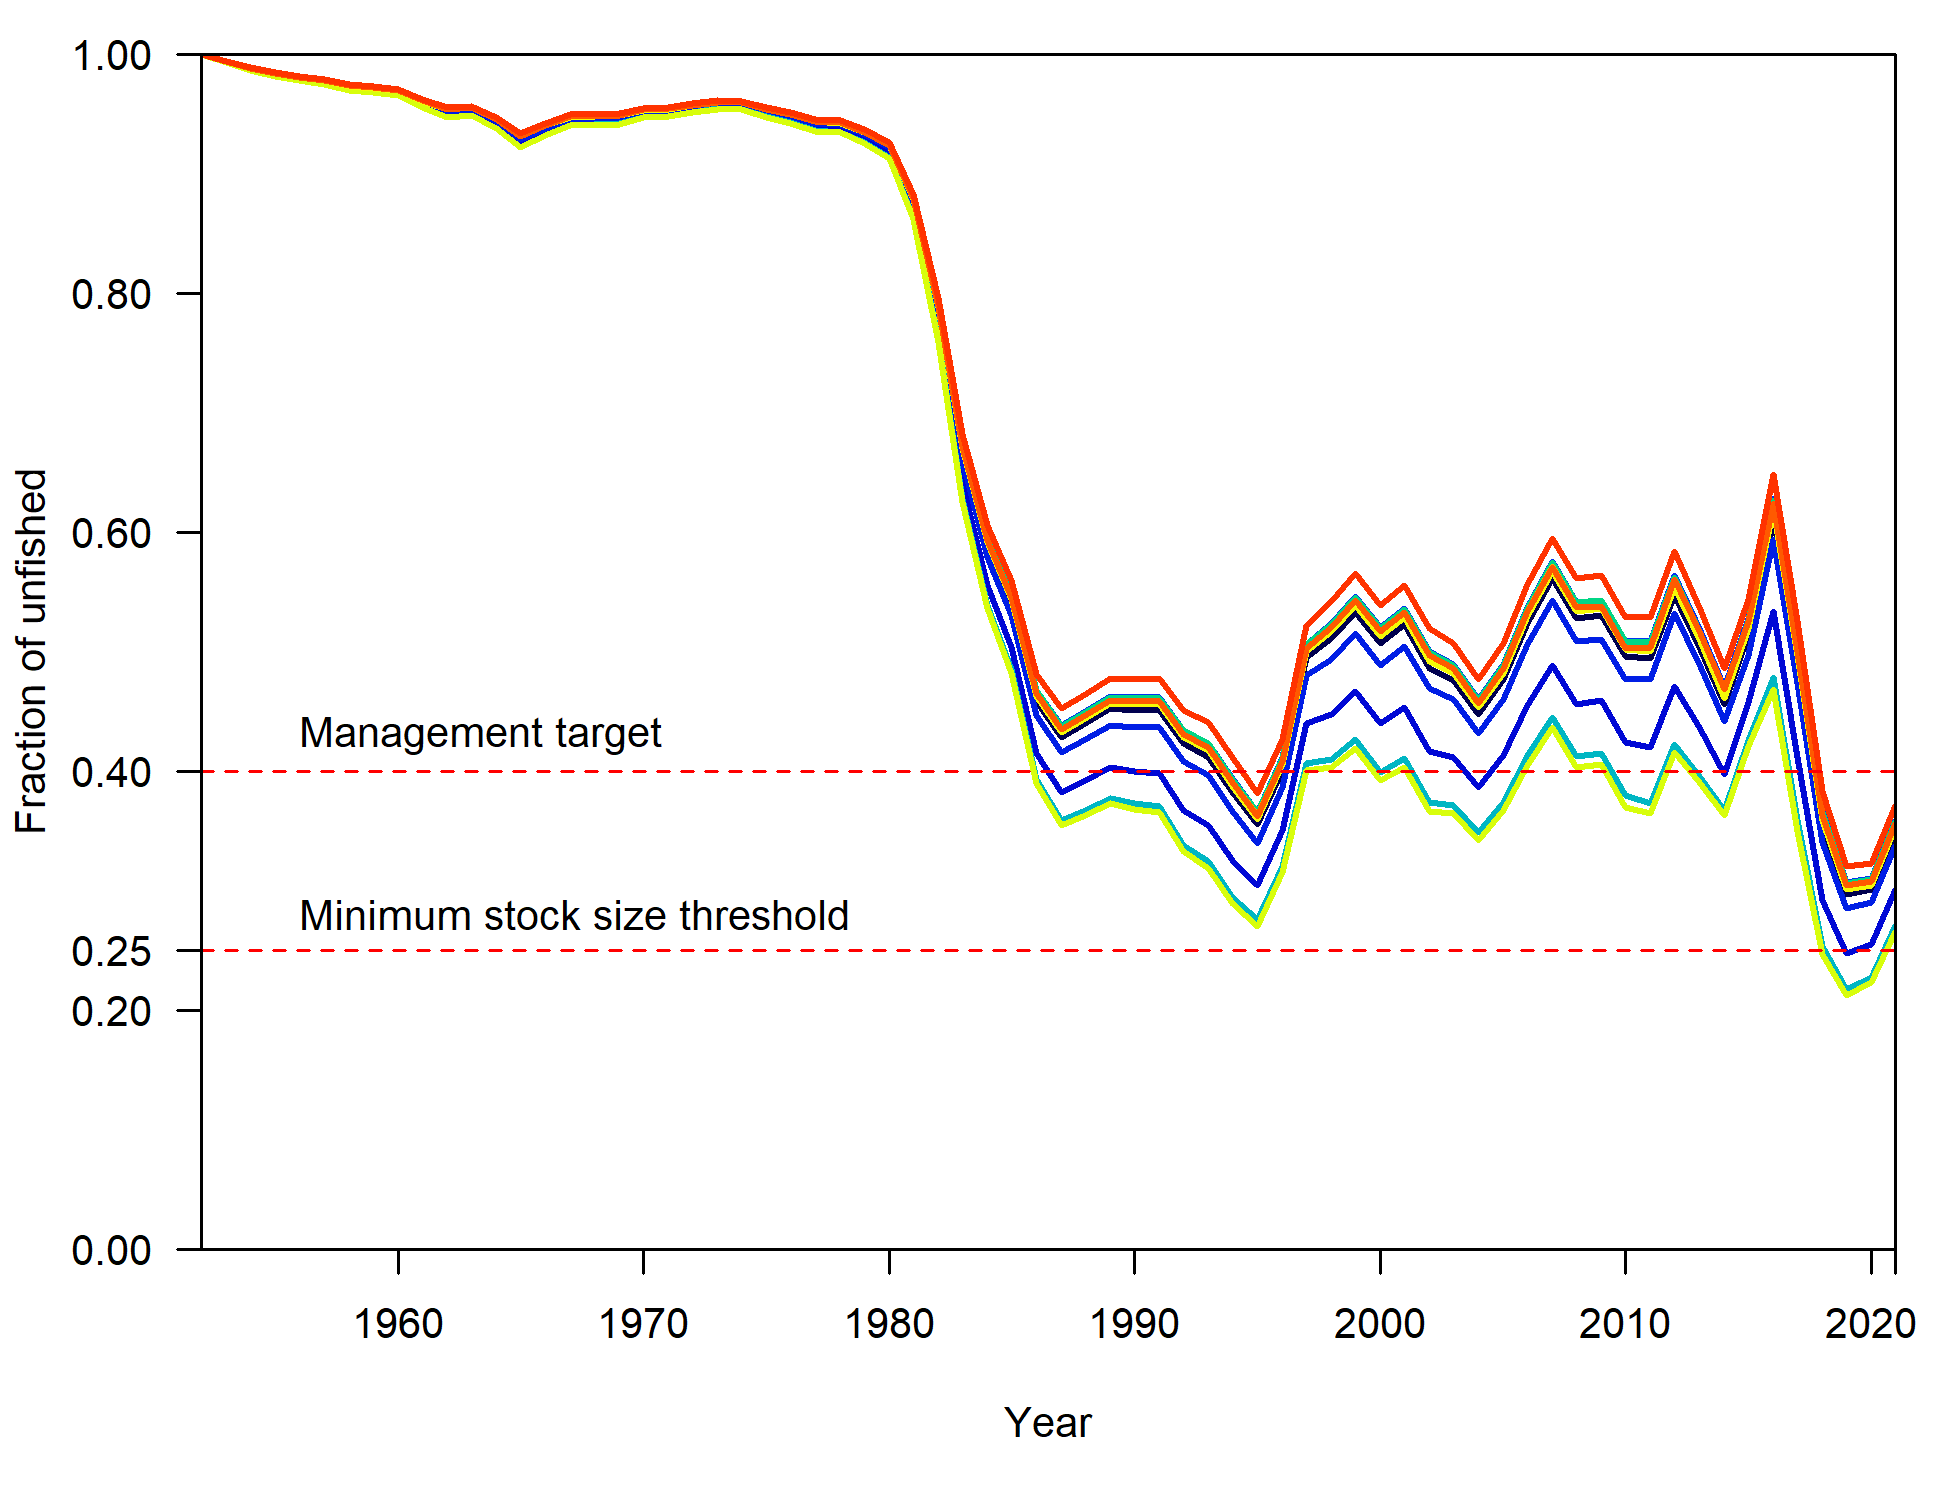 1.00
0.80
0.60
0.40
0.25
0.20
0.00
Fraction of unfished
Management target
Minimum stock size threshold
1960 1970 1980 1990 2000 2010 2020
Year